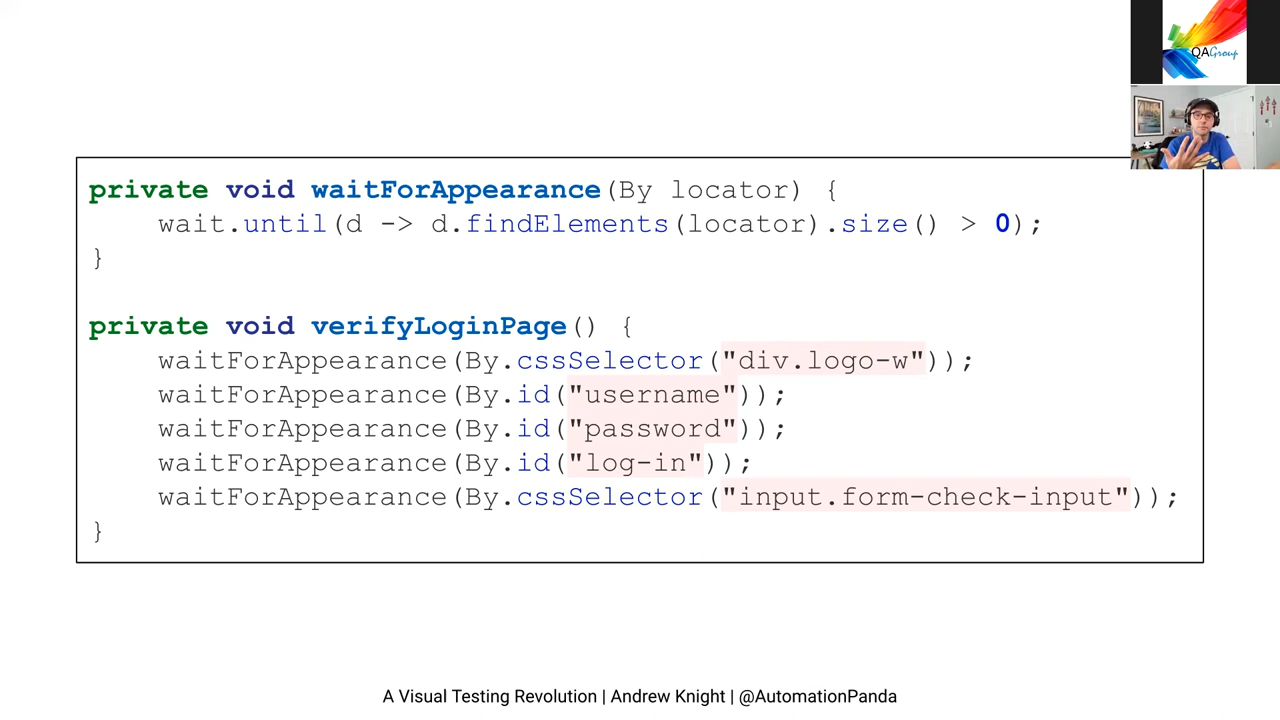 QAGroup
private void waitForAppearance(By locator) {
    wait.until(d -> d.findElements(locator).size() > 0);
}
private void verifyLoginPage() {
    waitForAppearance(By.cssSelector("div.logo-w"));
    waitForAppearance(By.id("username"));
    waitForAppearance(By.id("password"));
    waitForAppearance(By.id("log-in"));
    waitForAppearance(By.cssSelector("input.form-check-input"));
}
A Visual Testing Revolution | Andrew Knight | @AutomationPanda